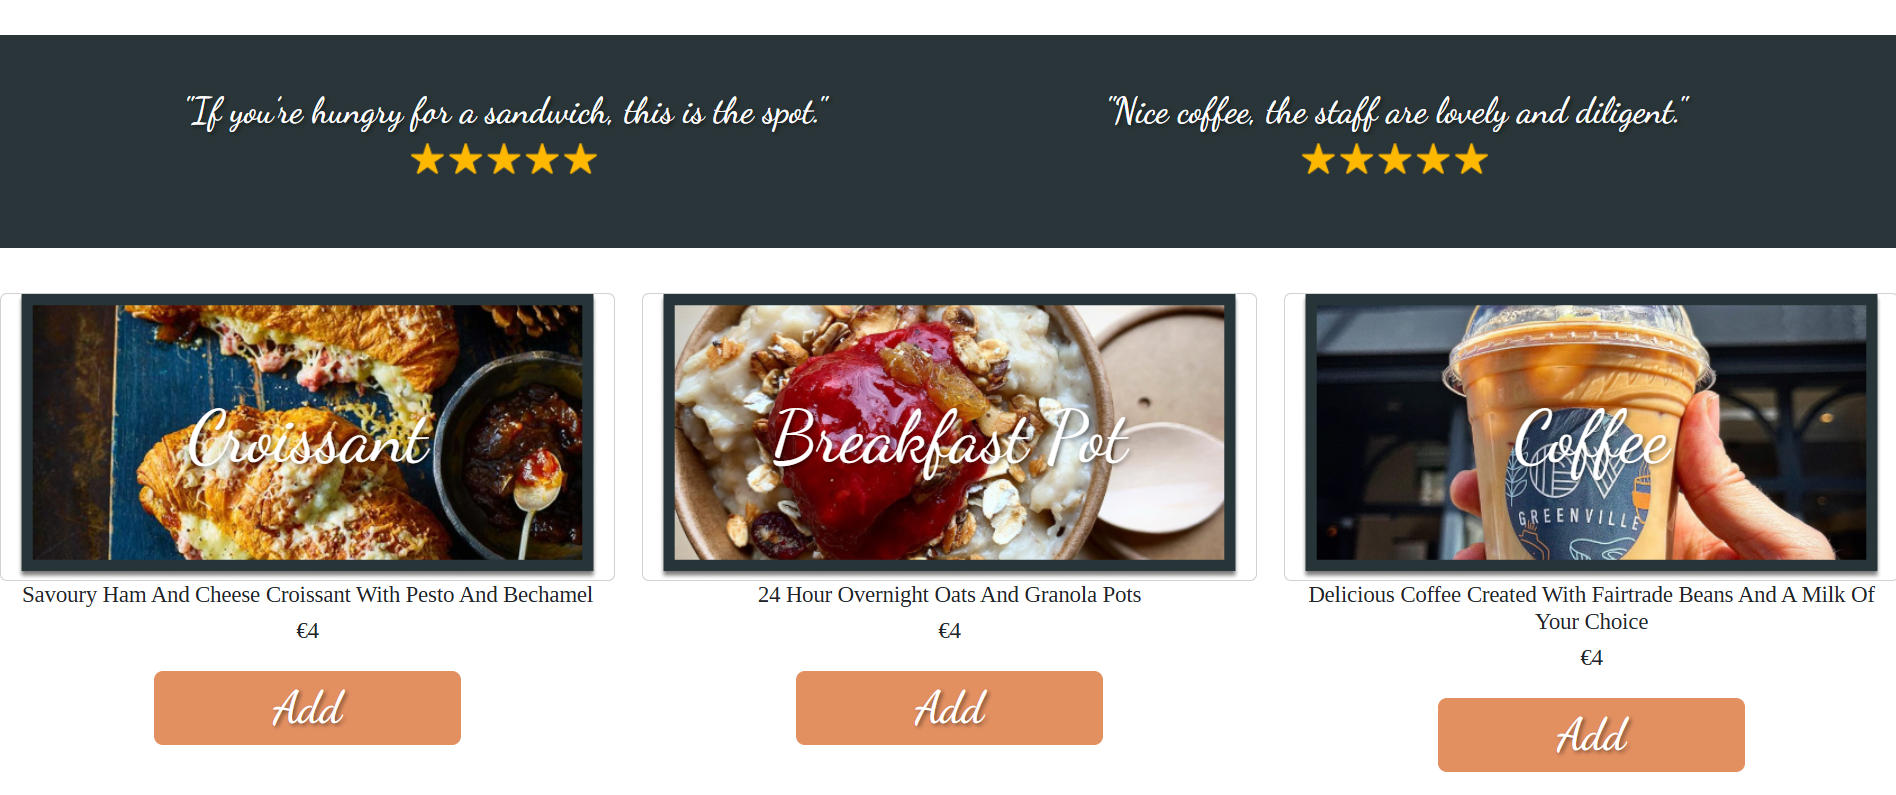 "If you're hungry for a sandwich, this is the spot."
"Nice coffee, the staff are lovely and diligent."
Croissant
Breakfast Pot
Coffee
GREENVILLE
Savoury Ham And Cheese Croissant With Pesto And Bechamel
€4
Add
24 Hour Overnight Oats And Granola Pots
€4
Add
Delicious Coffee Created With Fairtrade Beans And A Milk Of
Your Choice
€4
Add